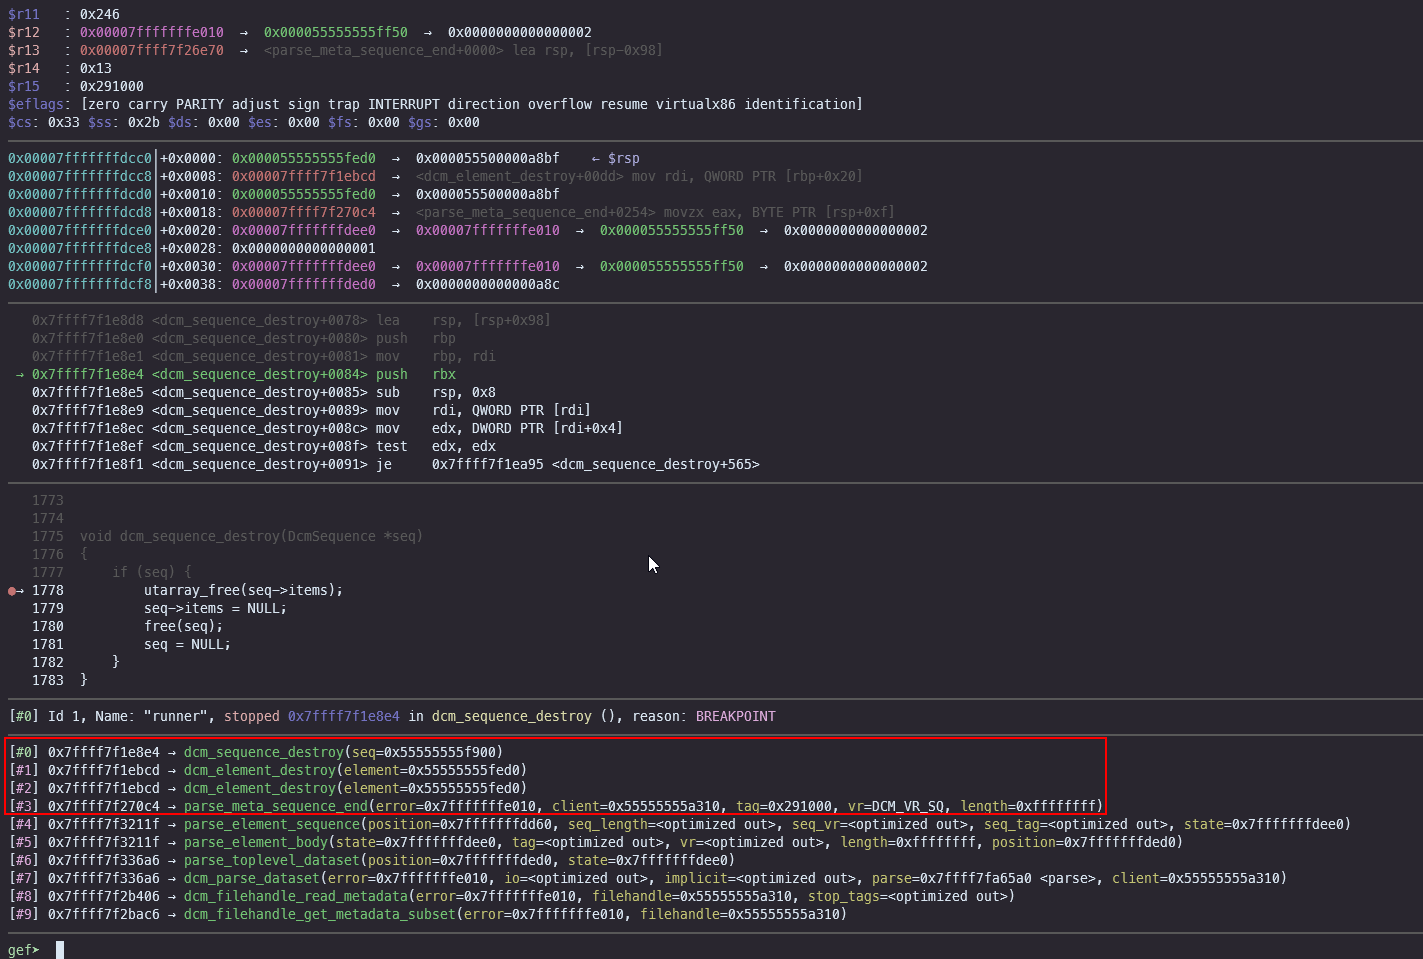 $r11   : 0x246
$r12   : 0x00007fffffffe010  →  0x000055555555ff50  →  0x0000000000000002
$r13   : 0x00007ffff7f26e70  →  <parse_meta_sequence_end+0000> lea rsp, [rsp-0x98]
$r14   : 0x13
$r15   : 0x291000
$eflags: [zero carry PARITY adjust sign trap INTERRUPT direction overflow resume virtualx86 identification]
$cs: 0x33 $ss: 0x2b $ds: 0x00 $es: 0x00 $fs: 0x00 $gs: 0x00
0x00007fffffffdcc0│+0x0000: 0x000055555555fed0  →  0x000055500000a8bf    ← $rsp
0x00007fffffffdcc8│+0x0008: 0x00007ffff7f1ebcd  →  <dcm_element_destroy+00dd> mov rdi, QWORD PTR [rbp+0x20]
0x00007fffffffdcd0│+0x0010: 0x000055555555fed0  →  0x000055500000a8bf
0x00007fffffffdcd8│+0x0018: 0x00007ffff7f270c4  →  <parse_meta_sequence_end+0254> movzx eax, BYTE PTR [rsp+0xf]
0x00007fffffffdce0│+0x0020: 0x00007fffffffdee0  →  0x00007fffffffe010  →  0x000055555555ff50  →  0x0000000000000002
0x00007fffffffdce8│+0x0028: 0x0000000000000001
0x00007fffffffdcf0│+0x0030: 0x00007fffffffdee0  →  0x00007fffffffe010  →  0x000055555555ff50  →  0x0000000000000002
0x00007fffffffdcf8│+0x0038: 0x00007fffffffded0  →  0x0000000000000a8c
0x7ffff7f1e8d8 <dcm_sequence_destroy+0078> lea    rsp, [rsp+0x98]
0x7ffff7f1e8e0 <dcm_sequence_destroy+0080> push   rbp
0x7ffff7f1e8e1 <dcm_sequence_destroy+0081> mov    rbp, rdi
→ 0x7ffff7f1e8e4 <dcm_sequence_destroy+0084> push   rbx
0x7ffff7f1e8e5 <dcm_sequence_destroy+0085> sub    rsp, 0x8
0x7ffff7f1e8e9 <dcm_sequence_destroy+0089> mov    rdi, QWORD PTR [rdi]
0x7ffff7f1e8ec <dcm_sequence_destroy+008c> mov    edx, DWORD PTR [rdi+0x4]
0x7ffff7f1e8ef <dcm_sequence_destroy+008f> test   edx, edx
0x7ffff7f1e8f1 <dcm_sequence_destroy+0091> je     0x7ffff7f1ea95 <dcm_sequence_destroy+565>
1773
1774
1775  void dcm_sequence_destroy(DcmSequence *seq)
1776  {
1777      if (seq) {
●→ 1778          utarray_free(seq->items);
1779          seq->items = NULL;
1780          free(seq);
1781          seq = NULL;
1782      }
1783  }
[#0] Id 1, Name: "runner", stopped 0x7ffff7f1e8e4 in dcm_sequence_destroy (), reason: BREAKPOINT
[#0] 0x7ffff7f1e8e4 → dcm_sequence_destroy(seq=0x55555555f900)
[#1] 0x7ffff7f1ebcd → dcm_element_destroy(element=0x55555555fed0)
[#2] 0x7ffff7f1ebcd → dcm_element_destroy(element=0x55555555fed0)
[#3] 0x7ffff7f270c4 → parse_meta_sequence_end(error=0x7fffffffe010, client=0x55555555a310, tag=0x291000, vr=DCM_VR_SQ, length=0xffffffff)
[#4] 0x7ffff7f3211f → parse_element_sequence(position=0x7fffffffdd60, seq_length=<optimized out>, seq_vr=<optimized out>, seq_tag=<optimized out>, state=0x7fffffffdee0)
[#5] 0x7ffff7f3211f → parse_element_body(state=0x7fffffffdee0, tag=<optimized out>, vr=<optimized out>, length=0xffffffff, position=0x7fffffffded0)
[#6] 0x7ffff7f336a6 → parse_toplevel_dataset(position=0x7fffffffded0, state=0x7fffffffdee0)
[#7] 0x7ffff7f336a6 → dcm_parse_dataset(error=0x7fffffffe010, io=<optimized out>, implicit=<optimized out>, parse=0x7ffff7fa65a0 <parse>, client=0x55555555a310)
[#8] 0x7ffff7f2b406 → dcm_filehandle_read_metadata(error=0x7fffffffe010, filehandle=0x55555555a310, stop_tags=<optimized out>)
[#9] 0x7ffff7f2bac6 → dcm_filehandle_get_metadata_subset(error=0x7fffffffe010, filehandle=0x55555555a310)
gef➤